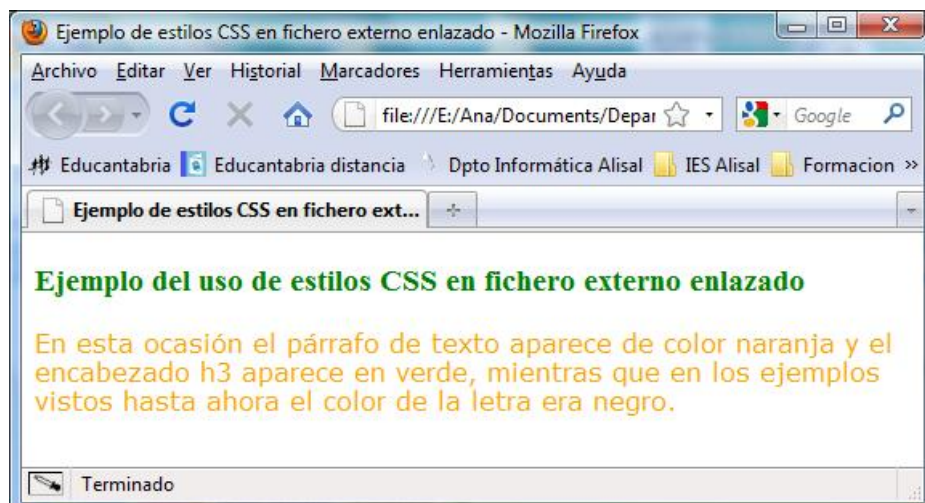 Ejemplo de estilos CSS en fichero externo enlazado - Mozilla Firefox
Archivo Editar Ver Historial Marcadores Herramientas Ayuda
file:///E:/Ana/Documents/Depar Google
Educantabria Educantabria distancia Dpto Informática Alisal IES Alisal Formacion »
Ejemplo de estilos CSS en fichero ext...
Ejemplo del uso de estilos CSS en fichero externo enlazado
En esta ocasión el párrafo de texto aparece de color naranja y el
encabezado h3 aparece en verde, mientras que en los ejemplos
vistos hasta ahora el color de la letra era negro.
Terminado